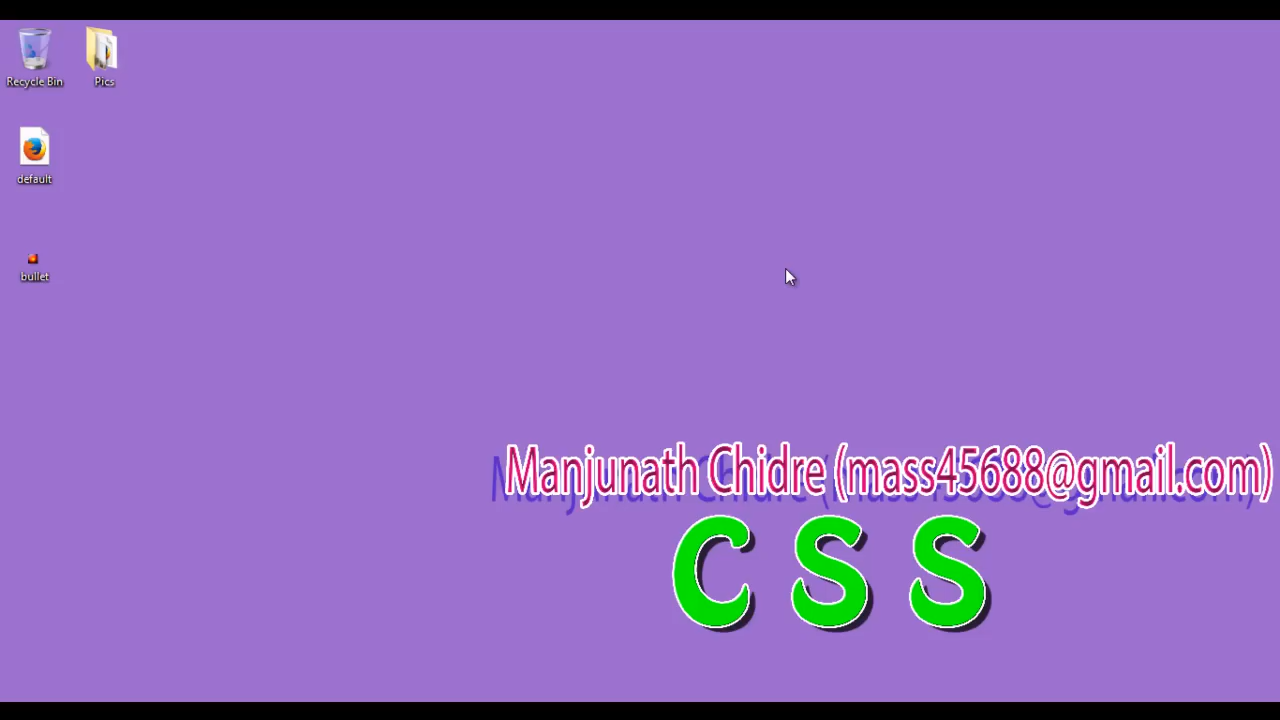 Recycle Bin
Pics
default
bullet
Manjunath Chidre (mass45688@gmail.com)
C S S